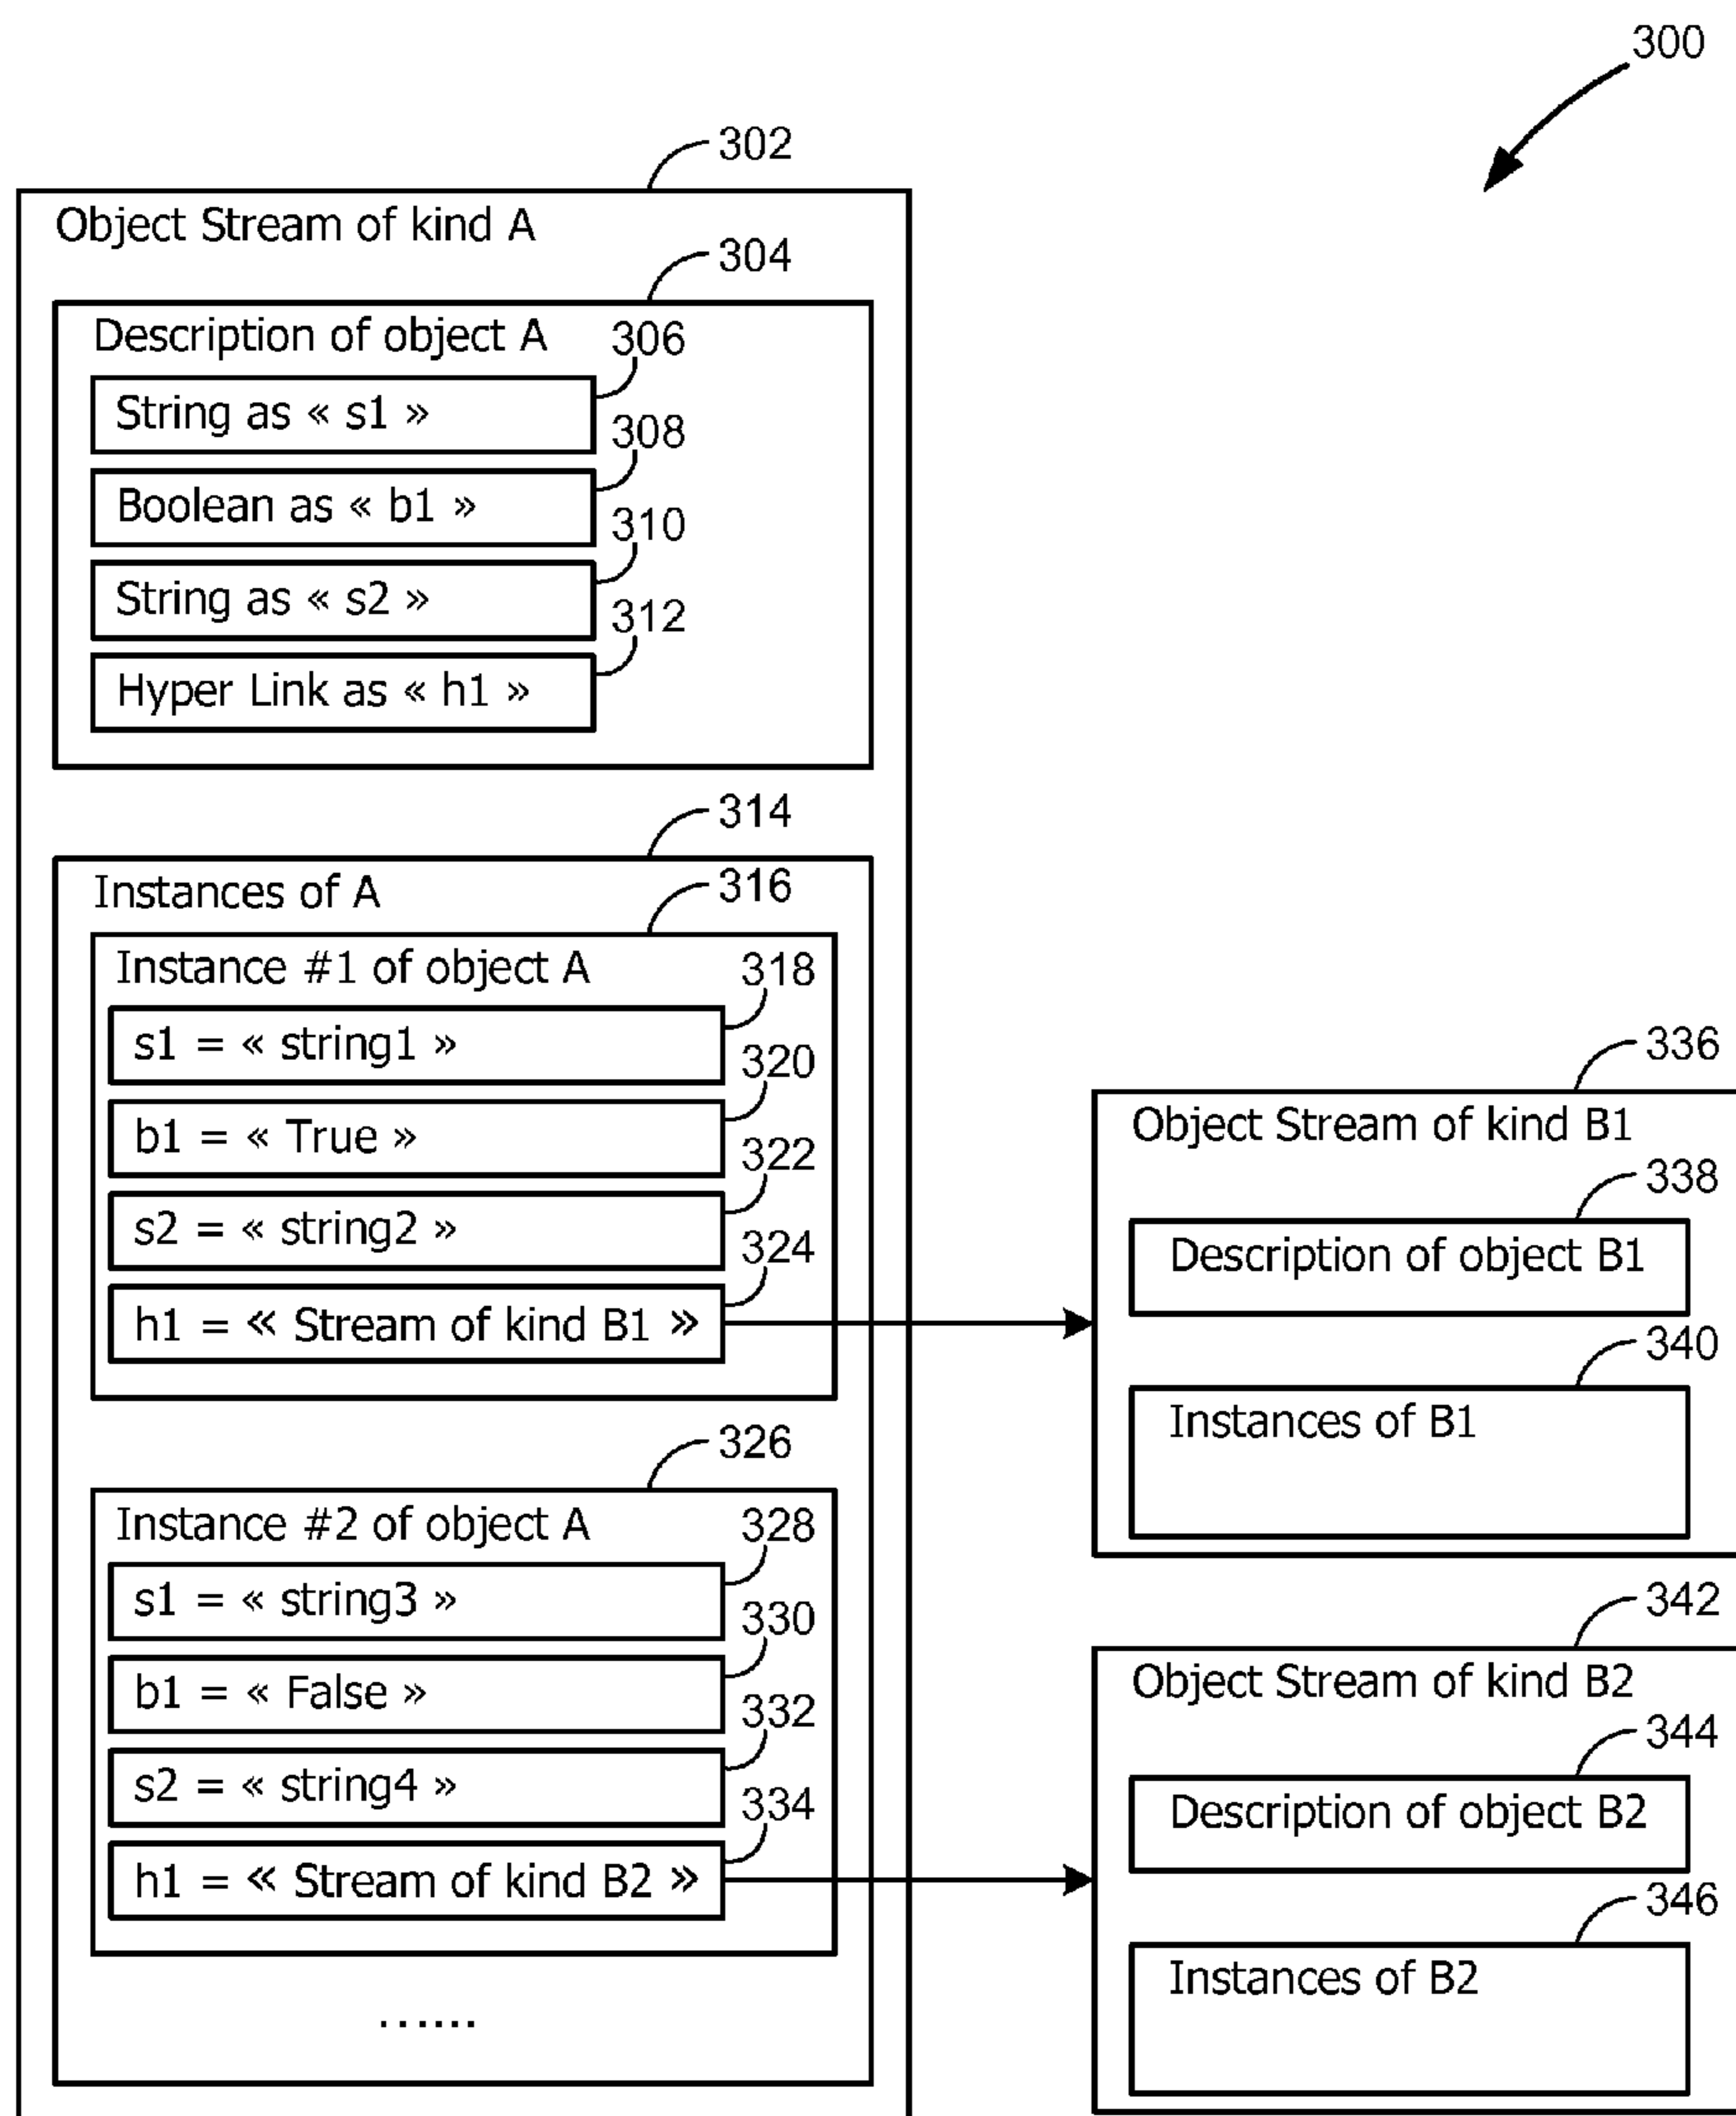 300
302
Object Stream of kind A
304
Description of object A
306
String as « s1 »
308
Boolean as « b1 »
310
String as « s2 »
312
Hyper Link as « h1 »
314
Instances of A
316
Instance #1 of object A
318
s1 = « string1 »
320
b1 = « True »
322
s2 = « string2 »
324
h1 = « Stream of kind B1 »
326
Instance #2 of object A
328
s1 = « string3 »
330
b1 = « False »
332
s2 = « string4 »
334
h1 = « Stream of kind B2 »
......
336
Object Stream of kind B1
338
Description of object B1
340
Instances of B1
342
Object Stream of kind B2
344
Description of object B2
346
Instances of B2